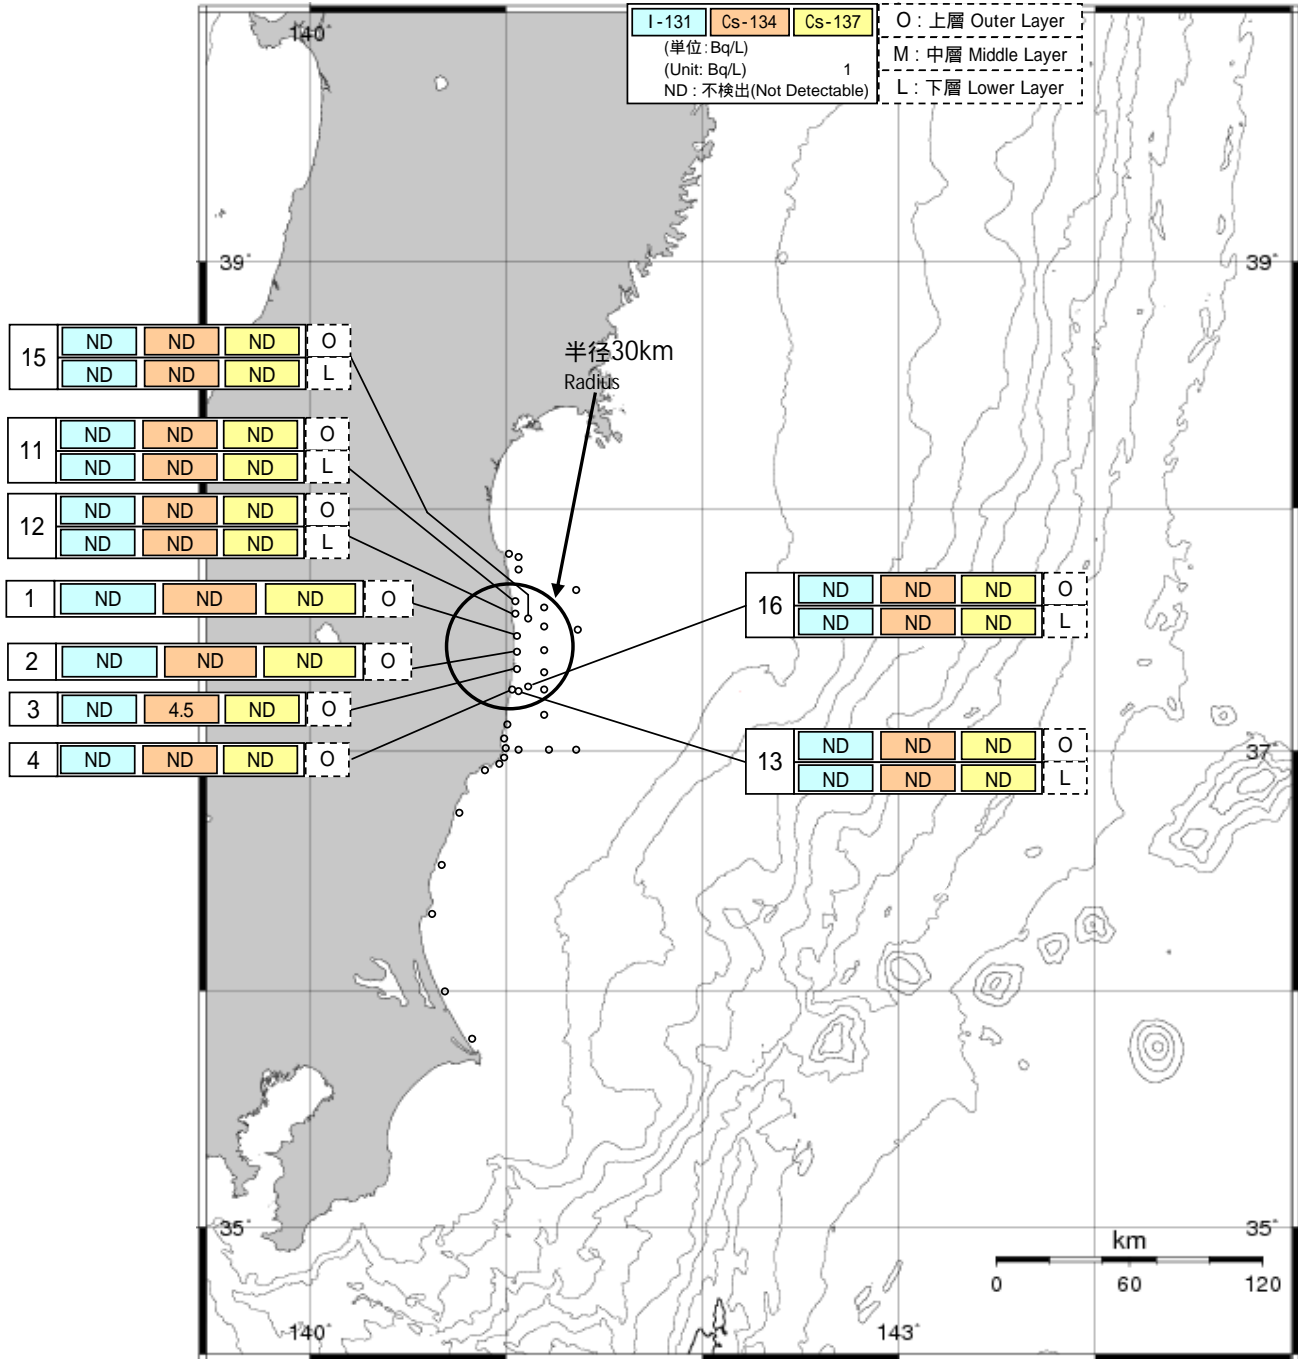 140°
I-131 Cs-134 Cs-137
(単位:Bq/L)
(Unit: Bq/L) 1
ND : 不検出(Not Detectable)
O : 上層 Outer Layer
M : 中層 Middle Layer
L : 下層 Lower Layer
39° 39°
15 ND ND ND O
ND ND ND L
半径30km
Radius
11 ND ND ND O
ND ND ND L
12 ND ND ND O
ND ND ND L
1 ND ND ND O
16 ND ND ND O
ND ND ND L
2 ND ND ND O
3 ND 4.5 ND O
4 ND ND ND O
13 ND ND ND O
ND ND ND L
37°
35° 35°
km
0 60 120
140° 143°